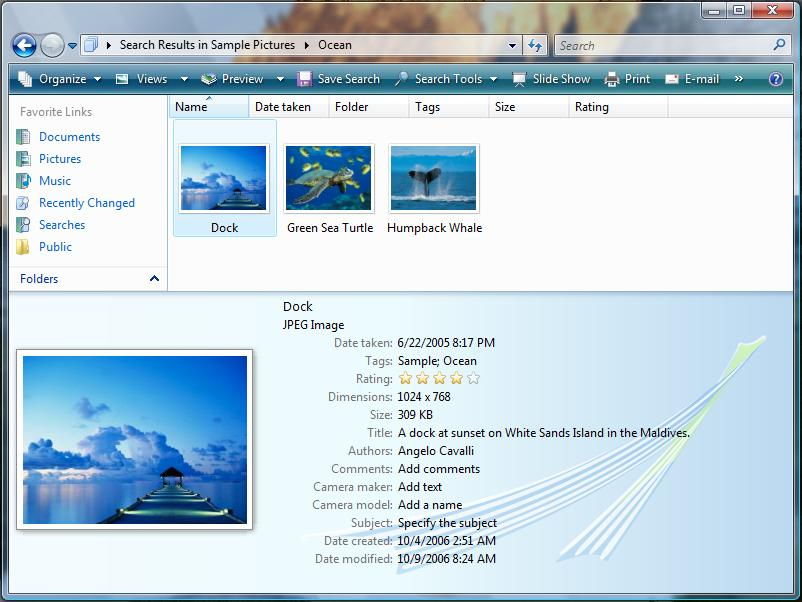 Search Results in Sample Pictures Ocean Search
Organize Views Preview Save Search Search Tools Slide Show Print E-mail » ?
Favorite Links
Documents
Pictures
Music
Recently Changed
Searches
Public
Folders
Name Date taken Folder Tags Size Rating
Dock Green Sea Turtle Humpback Whale
Dock
JPEG Image
Date taken: 6/22/2005 8:17 PM
Tags: Sample; Ocean
Rating:
Dimensions: 1024 x 768
Size: 309 KB
Title: A dock at sunset on White Sands Island in the Maldives.
Authors: Angelo Cavalli
Comments: Add comments
Camera maker: Add text
Camera model: Add a name
Subject: Specify the subject
Date created: 10/4/2006 2:51 AM
Date modified: 10/9/2006 8:24 AM